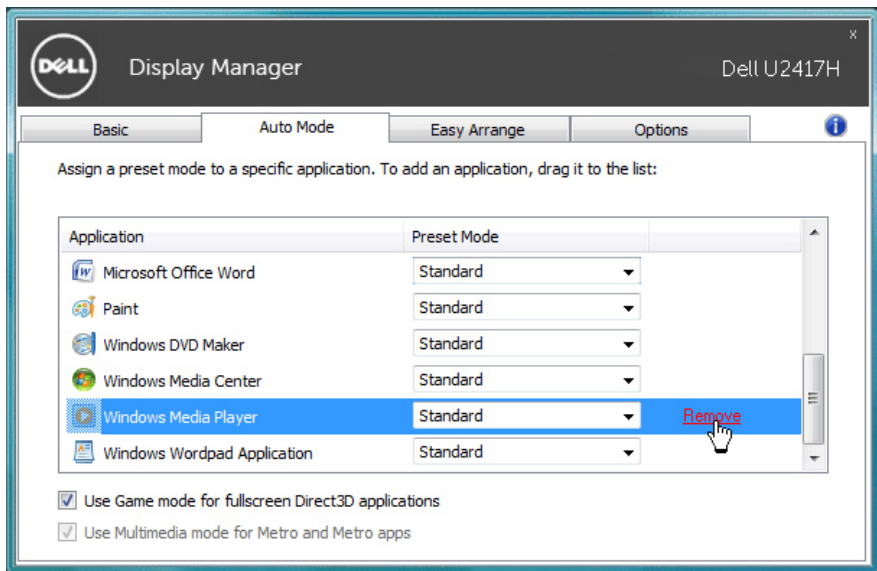 DELL
Display Manager
Dell U2417H
x
Basic
Auto Mode
Easy Arrange
Options
i
Assign a preset mode to a specific application. To add an application, drag it to the list:
Application Preset Mode
Microsoft Office Word Standard
Paint Standard
Windows DVD Maker Standard
Windows Media Center Standard
Windows Media Player Standard Remove
Windows Wordpad Application Standard
Use Game mode for fullscreen Direct3D applications
Use Multimedia mode for Metro and Metro apps